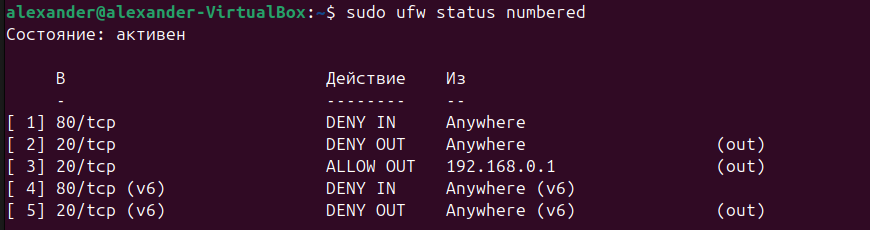 alexander@alexander-VirtualBox:~$ sudo ufw status numbered
Состояние: активен
В Действие Из
- -------- --
[ 1] 80/tcp DENY IN Anywhere
[ 2] 20/tcp DENY OUT Anywhere (out)
[ 3] 20/tcp ALLOW OUT 192.168.0.1 (out)
[ 4] 80/tcp (v6) DENY IN Anywhere (v6)
[ 5] 20/tcp (v6) DENY OUT Anywhere (v6) (out)